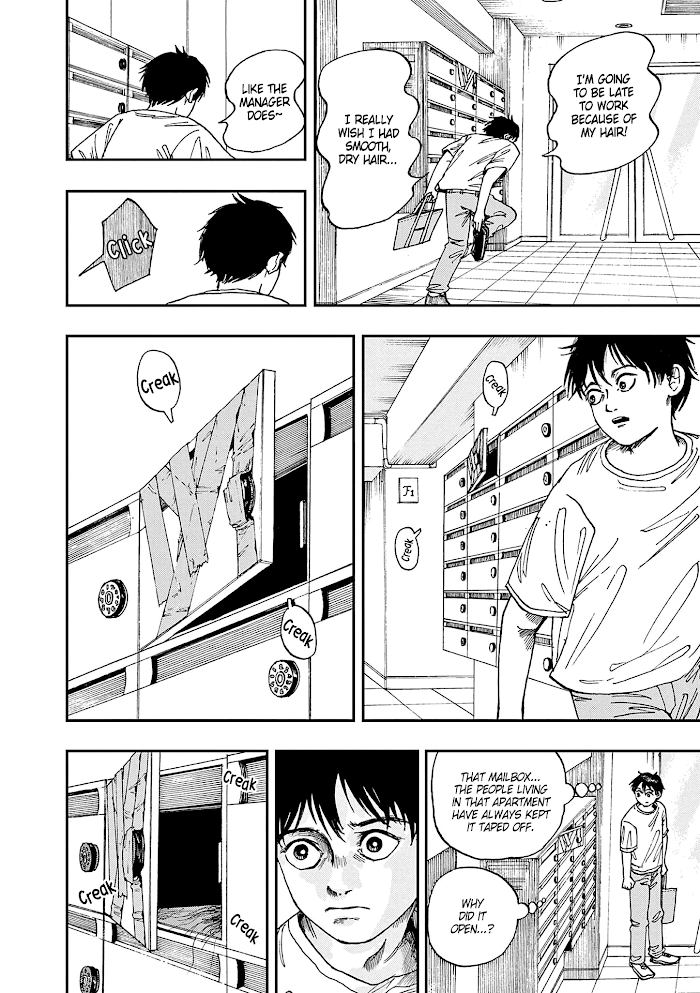 I'M GOING
TO BE LATE
TO WORK
BECAUSE OF
MY HAIR!
I REALLY
WISH I HAD
SMOOTH,
DRY HAIR...
LIKE THE
MANAGER
DOES~
Click
Creak
F1
Creak
Creak
Creak
THAT MAILBOX...
THE PEOPLE LIVING
IN THAT APARTMENT
HAVE ALWAYS KEPT
IT TAPED OFF.
WHY
DID IT
OPEN...?
Creak
Creak
Creak